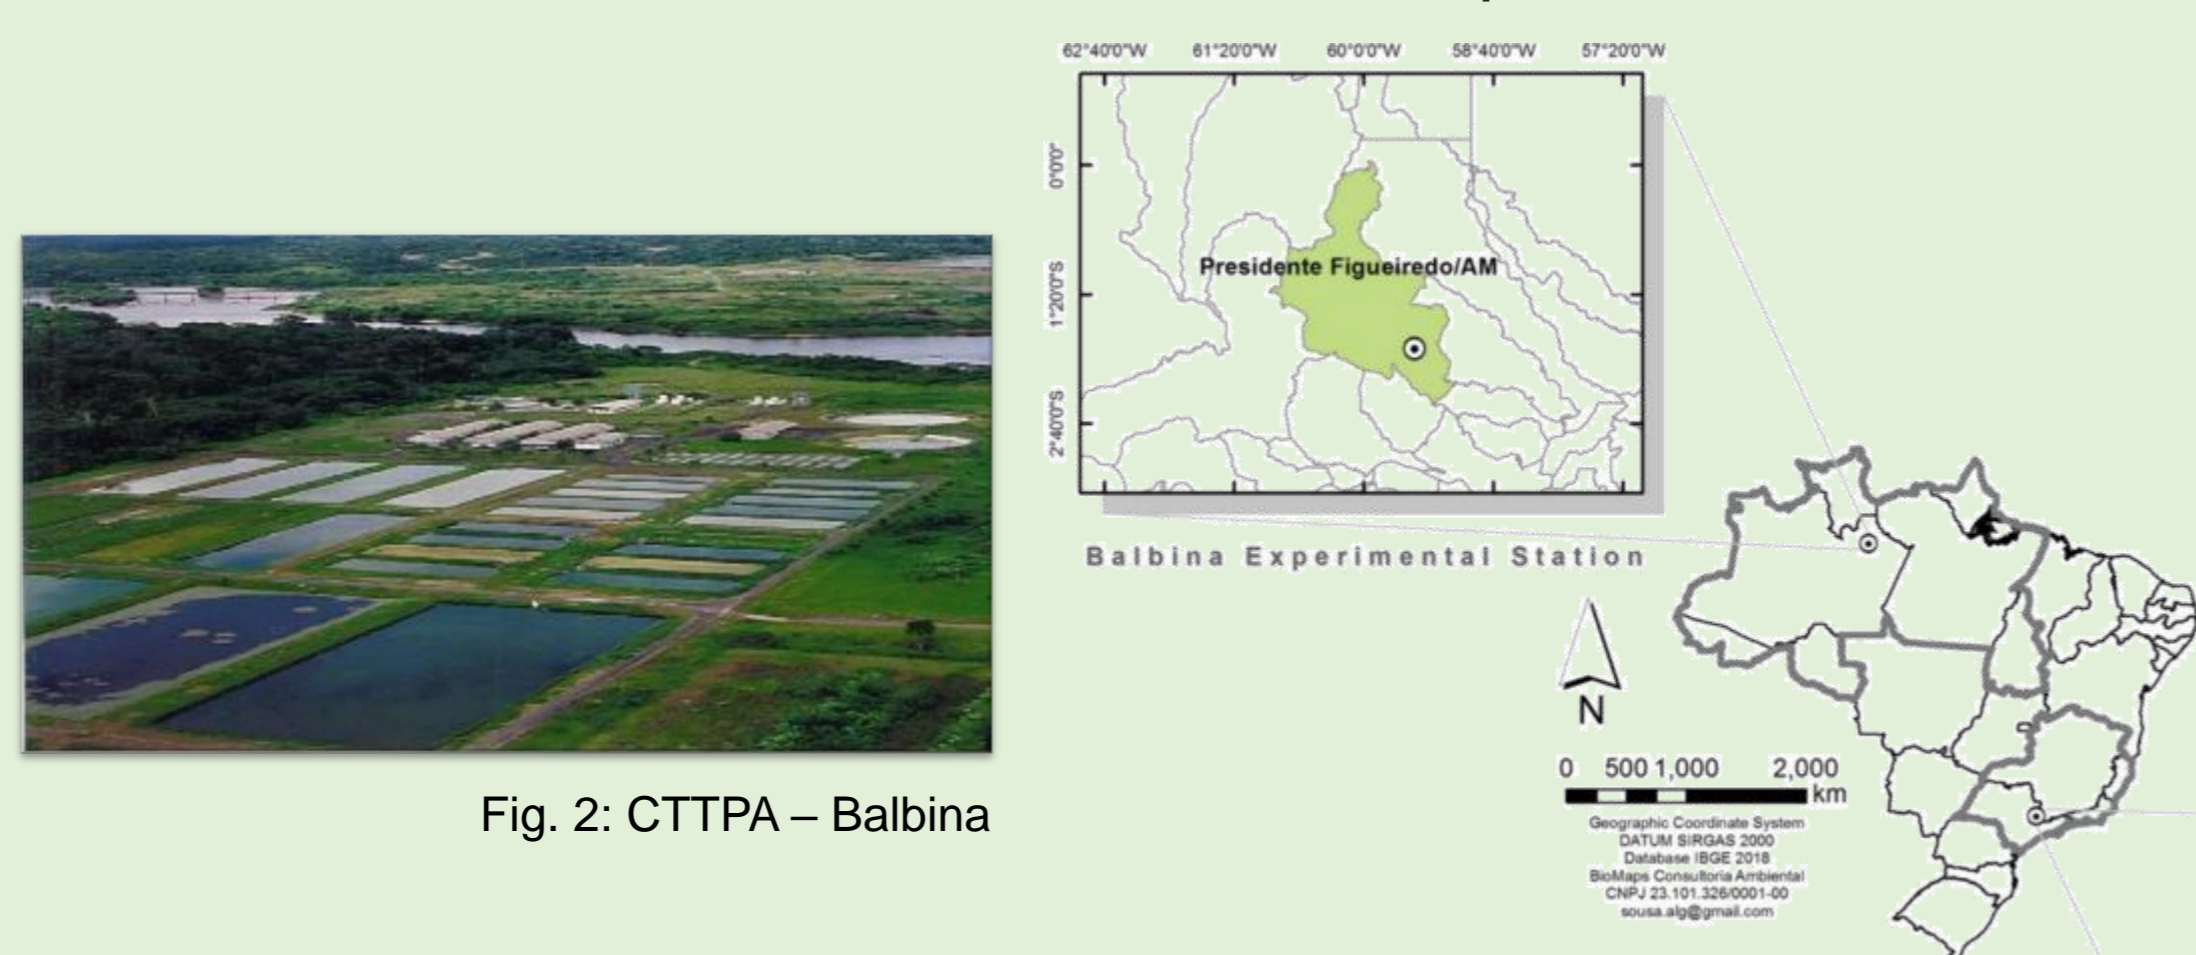 62°40'0"W 61°20'0"W 60°0'0"W 58°40'0"W 57°20'0"W
0°0'0"
1°20'0"S
2°40'0"S
Presidente Figueiredo/AM
Balbina Experimental Station
N
0 500 1,000 2,000
km
Geographic Coordinate System
DATUM SIRGAS 2000
Database IBGE 2018
BioMaps Consultoria Ambiental
CNPJ 23.101.326/0001-00
sousa.alg@gmail.com
Fig. 2: CTTPA – Balbina